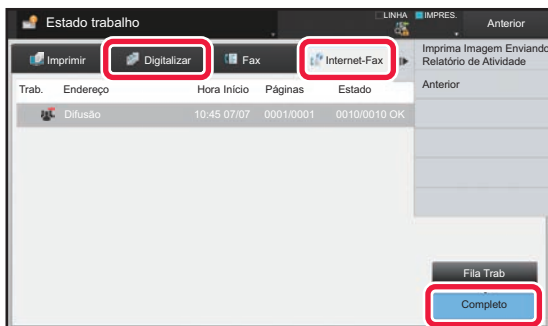 Estado trabalho
LINHA IMPRES.
Anterior
Imprimir Digitalizar Fax Internet-Fax
Imprima Imagem Enviando
Relatório de Atividade
Anterior
Trab. Endereço Hora Início Páginas Estado
Difusão 10:45 07/07 0001/0001 0010/0010 OK
Fila Trab
Completo